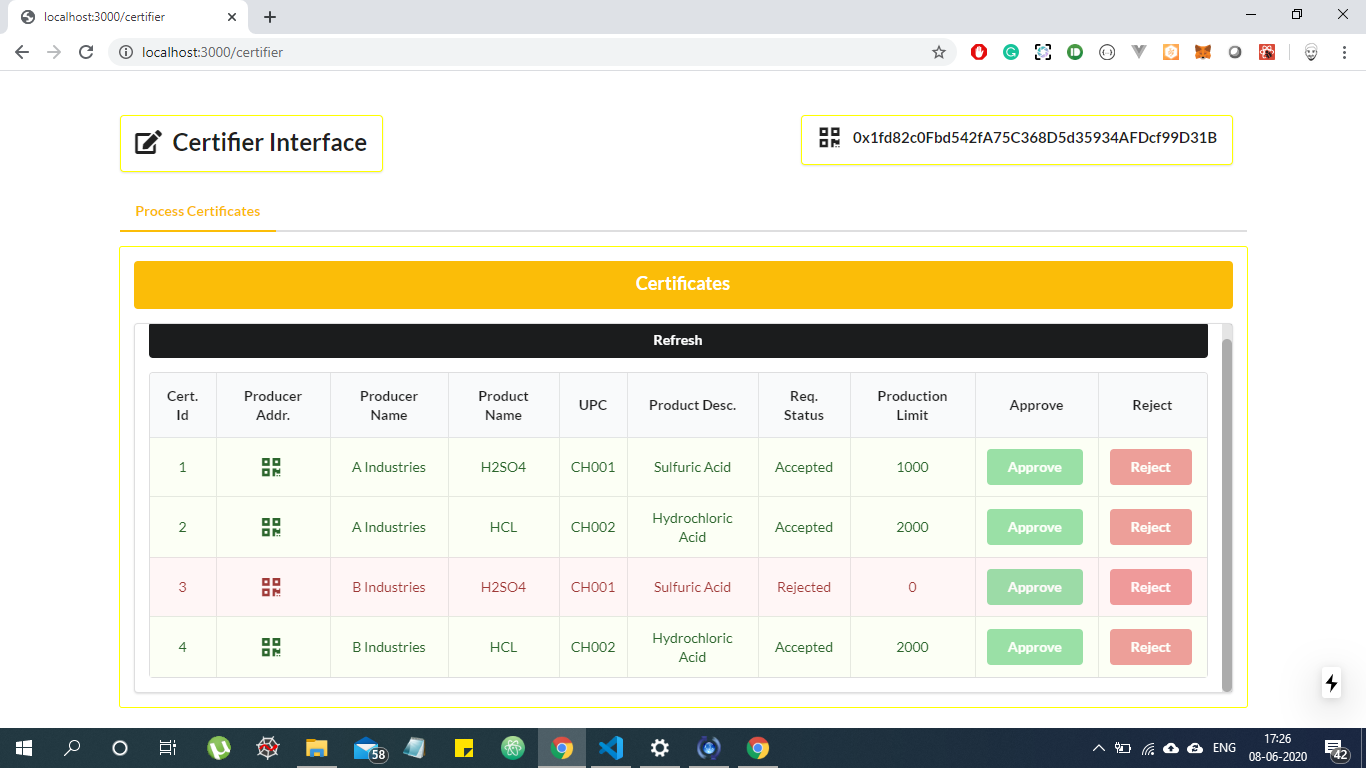 localhost:3000/certifier
localhost:3000/certifier
Certifier Interface
0x1fd82c0Fbd542fA75C368D5d35934AFDcf99D31B
Process Certificates
Certificates
Refresh
Cert. Id Producer Addr. Producer Name Product Name UPC Product Desc. Req. Status Production Limit Approve Reject
1 A Industries H2SO4 CH001 Sulfuric Acid Accepted 1000 Approve Reject
2 A Industries HCL CH002 Hydrochloric Acid Accepted 2000 Approve Reject
3 B Industries H2SO4 CH001 Sulfuric Acid Rejected 0 Approve Reject
4 B Industries HCL CH002 Hydrochloric Acid Accepted 2000 Approve Reject
58
ENG
17:26
08-06-2020
42